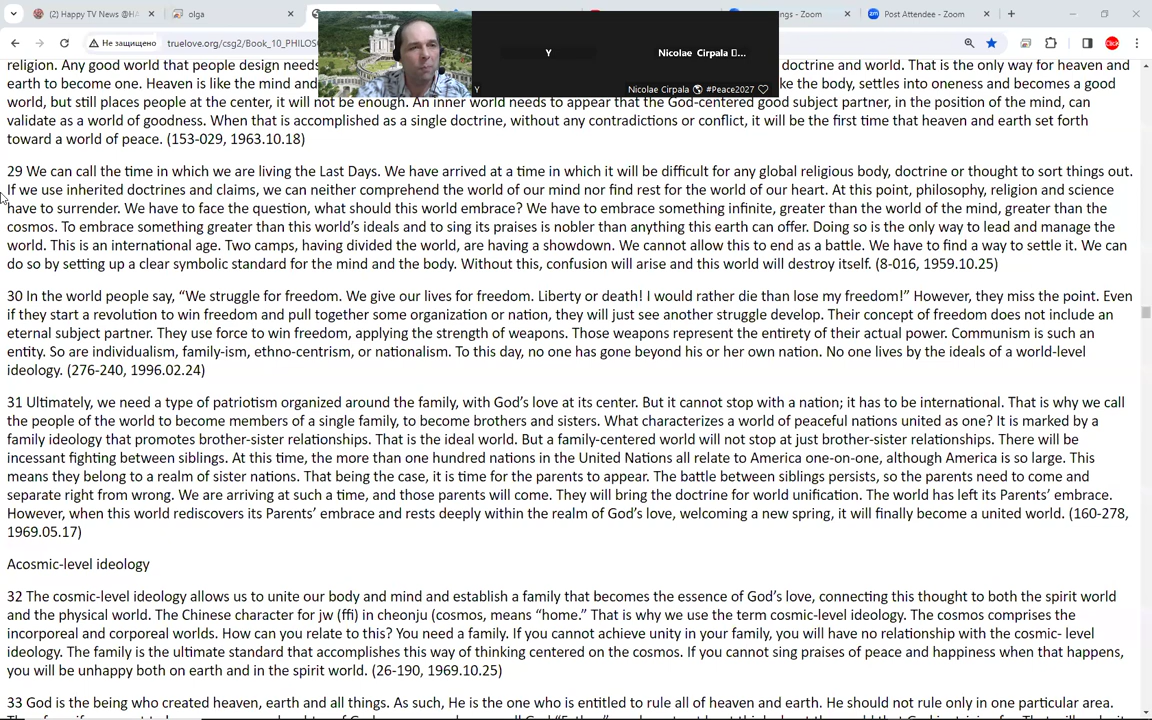 (2) Happy TV News @HA
olga
ngs - Zoom
Post Attendee - Zoom
Не защищено
truelove.org/csg2/Book_10_PHILOS
Click
Y
Nicolae Cirpala
Y
Nicolae Cirpala #Peace2027
religion. Any good world that people design needs
doctrine and world. That is the only way for heaven and
earth to become one. Heaven is like the mind and
ke the body, settles into oneness and becomes a good
world, but still places people at the center, it will not be enough. An inner world needs to appear that the God-centered good subject partner, in the position of the mind, can
validate as a world of goodness. When that is accomplished as a single doctrine, without any contradictions or conflict, it will be the first time that heaven and earth set forth
toward a world of peace. (153-029, 1963.10.18)
29 We can call the time in which we are living the Last Days. We have arrived at a time in which it will be difficult for any global religious body, doctrine or thought to sort things out.
If we use inherited doctrines and claims, we can neither comprehend the world of our mind nor find rest for the world of our heart. At this point, philosophy, religion and science
have to surrender. We have to face the question, what should this world embrace? We have to embrace something infinite, greater than the world of the mind, greater than the
cosmos. To embrace something greater than this world's ideals and to sing its praises is nobler than anything this earth can offer. Doing so is the only way to lead and manage the
world. This is an international age. Two camps, having divided the world, are having a showdown. We cannot allow this to end as a battle. We have to find a way to settle it. We can
do so by setting up a clear symbolic standard for the mind and the body. Without this, confusion will arise and this world will destroy itself. (8-016, 1959.10.25)
30 In the world people say, "We struggle for freedom. We give our lives for freedom. Liberty or death! I would rather die than lose my freedom!" However, they miss the point. Even
if they start a revolution to win freedom and pull together some organization or nation, they will just see another struggle develop. Their concept of freedom does not include an
eternal subject partner. They use force to win freedom, applying the strength of weapons. Those weapons represent the entirety of their actual power. Communism is such an
entity. So are individualism, family-ism, ethno-centrism, or nationalism. To this day, no one has gone beyond his or her own nation. No one lives by the ideals of a world-level
ideology. (276-240, 1996.02.24)
31 Ultimately, we need a type of patriotism organized around the family, with God's love at its center. But it cannot stop with a nation; it has to be international. That is why we call
the people of the world to become members of a single family, to become brothers and sisters. What characterizes a world of peaceful nations united as one? It is marked by a
family ideology that promotes brother-sister relationships. That is the ideal world. But a family-centered world will not stop at just brother-sister relationships. There will be
incessant fighting between siblings. At this time, the more than one hundred nations in the United Nations all relate to America one-on-one, although America is so large. This
means they belong to a realm of sister nations. That being the case, it is time for the parents to appear. The battle between siblings persists, so the parents need to come and
separate right from wrong. We are arriving at such a time, and those parents will come. They will bring the doctrine for world unification. The world has left its Parents' embrace.
However, when this world rediscovers its Parents' embrace and rests deeply within the realm of God's love, welcoming a new spring, it will finally become a united world. (160-278,
1969.05.17)
Acosmic-level ideology
32 The cosmic-level ideology allows us to unite our body and mind and establish a family that becomes the essence of God's love, connecting this thought to both the spirit world
and the physical world. The Chinese character for jw (ffi) in cheonju (cosmos, means "home." That is why we use the term cosmic-level ideology. The cosmos comprises the
incorporeal and corporeal worlds. How can you relate to this? You need a family. If you cannot achieve unity in your family, you will have no relationship with the cosmic- level
ideology. The family is the ultimate standard that accomplishes this way of thinking centered on the cosmos. If you cannot sing praises of peace and happiness when that happens,
you will be unhappy both on earth and in the spirit world. (26-190, 1969.10.25)
33 God is the being who created heaven, earth and all things. As such, He is the one who is entitled to rule all of heaven and earth. He should not rule only in one particular area.